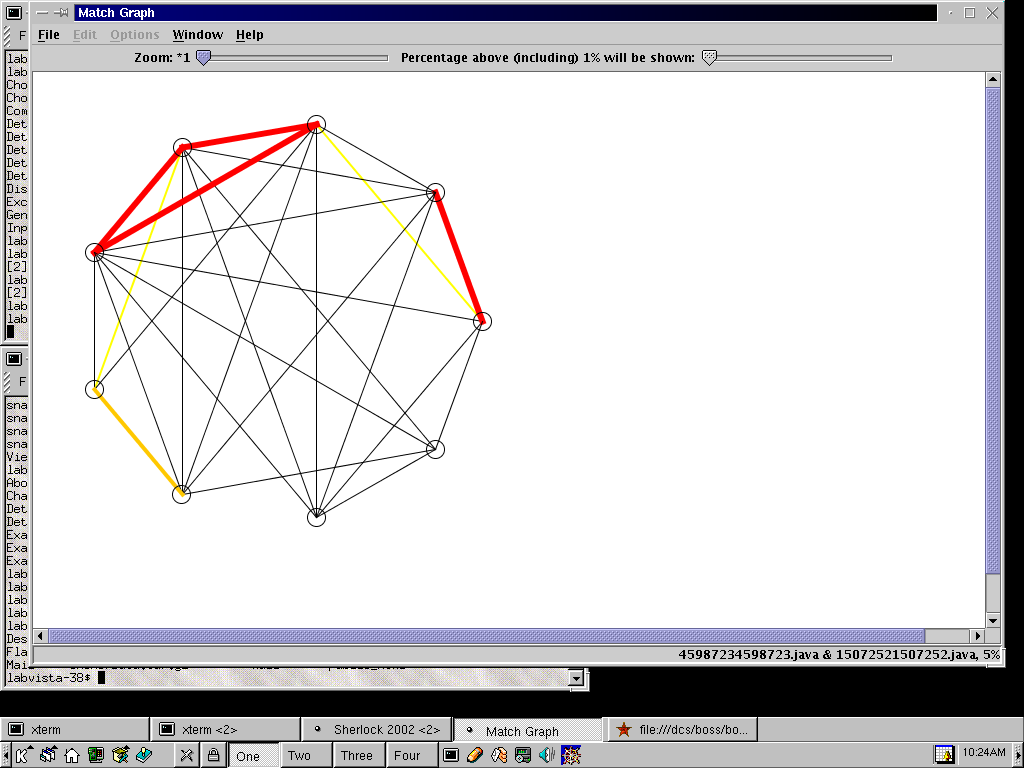 Match Graph
File Edit Options Window Help
Zoom: *1 Percentage above (including) 1% will be shown:
F
lab
lab
Cho
Cho
Com
Det
Det
Det
Det
Det
Dis
Exc
Gen
Inp
lab
lab
[2]
lab
[2]
lab
lab
F
sna
sna
sna
sna
Vie
lab
Abo
Cha
Det
Det
Exa
Exa
Exa
lab
lab
lab
lab
lab
Des
Fla
Mai
45987234598723.java & 15072521507252.java, 5%
labvista-38$
xterm xterm <2> Sherlock 2002 <2> Match Graph file:///dcs/boss/bo...
One Two Three Four 10:24AM